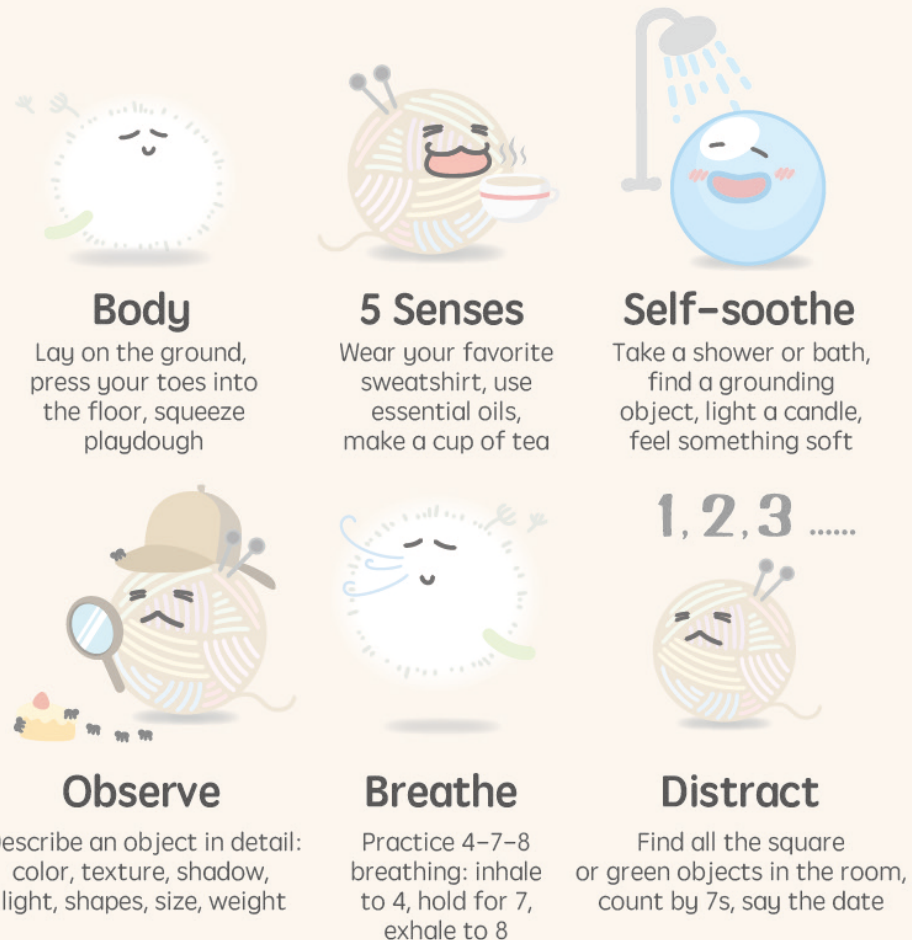 Body
Lay on the ground,
press your toes into
the floor, squeeze
playdough
5 Senses
Wear your favorite
sweatshirt, use
essential oils,
make a cup of tea
Self-soothe
Take a shower or bath,
find a grounding
object, light a candle,
feel something soft
1, 2, 3 ......
Observe
escribe an object in detail:
color, texture, shadow,
light, shapes, size, weight
Breathe
Practice 4-7-8
breathing: inhale
to 4, hold for 7,
exhale to 8
Distract
Find all the square
or green objects in the room,
count by 7s, say the date